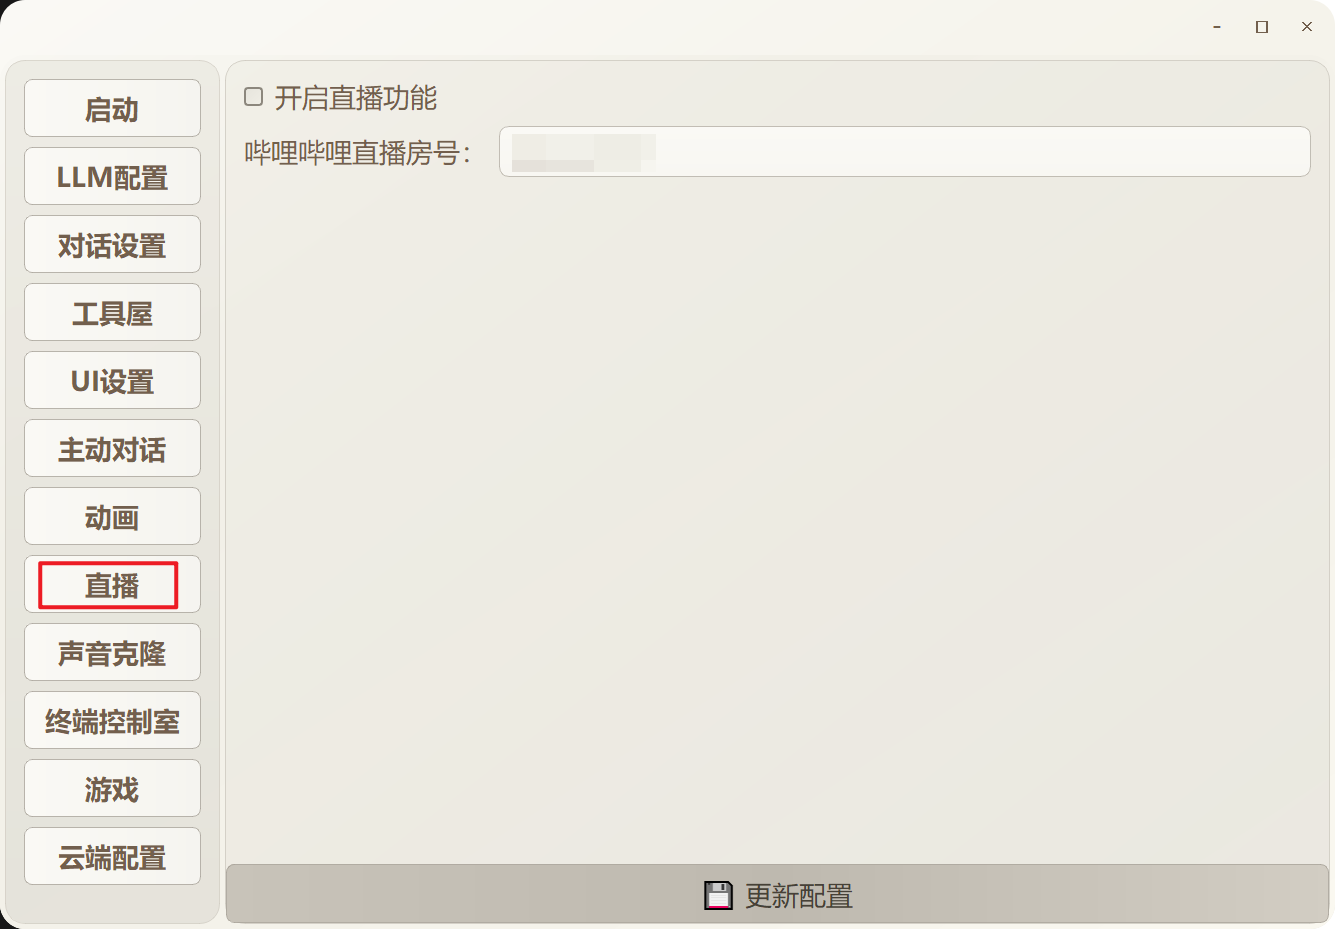 启动
LLM配置
对话设置
工具屋
UI设置
主动对话
动画
直播
声音克隆
终端控制室
游戏
云端配置
开启直播功能
哔哩哔哩直播房号：
更新配置